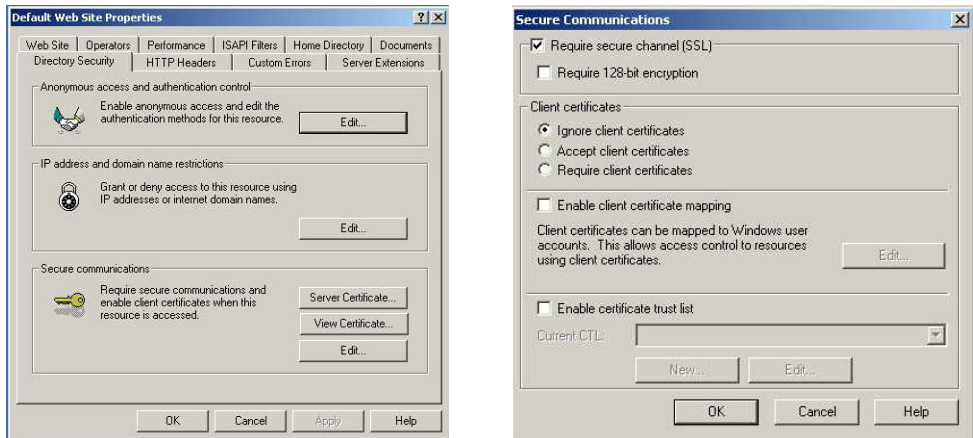 Default Web Site Properties
Web Site Operators Performance ISAPI Filters Home Directory Documents
Directory Security HTTP Headers Custom Errors Server Extensions
Anonymous access and authentication control
Enable anonymous access and edit the
authentication methods for this resource.
Edit...
IP address and domain name restrictions
Grant or deny access to this resource using
IP addresses or internet domain names.
Edit...
Secure communications
Require secure communications and
enable client certificates when this
resource is accessed.
Server Certificate...
View Certificate...
Edit...
OK Cancel Apply Help
Secure Communications
Require secure channel (SSL)
Require 128-bit encryption
Client certificates
Ignore client certificates
Accept client certificates
Require client certificates
Enable client certificate mapping
Client certificates can be mapped to Windows user
accounts. This allows access control to resources
using client certificates.
Edit...
Enable certificate trust list
Current CTL:
New... Edit...
OK Cancel Help